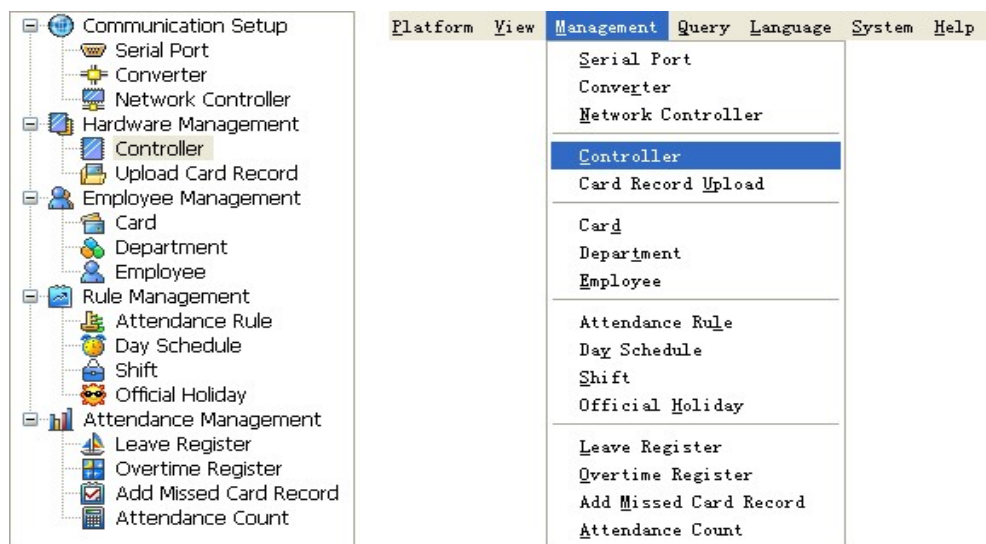 Communication Setup
Serial Port
Converter
Network Controller
Hardware Management
Controller
Upload Card Record
Employee Management
Card
Department
Employee
Rule Management
Attendance Rule
Day Schedule
Shift
Official Holiday
Attendance Management
Leave Register
Overtime Register
Add Missed Card Record
Attendance Count
Platform View Management Query Language System Help
Serial Port
Converter
Network Controller
Controller
Card Record Upload
Card
Department
Employee
Attendance Rule
Day Schedule
Shift
Official Holiday
Leave Register
Overtime Register
Add Missed Card Record
Attendance Count